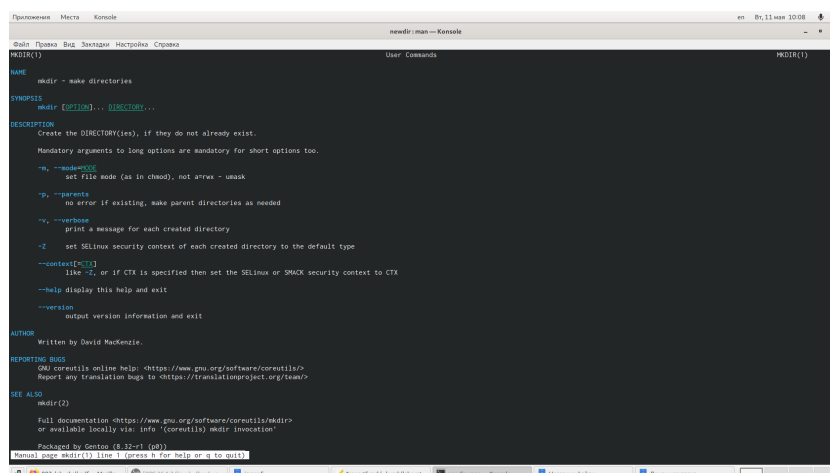 Приложения Места Konsole en Вт, 11 мая 10:08
newdir : man — Konsole
Файл Правка Вид Закладки Настройка Справка
MKDIR(1) User Commands MKDIR(1)
NAME
mkdir - make directories
SYNOPSIS
mkdir [OPTION]... DIRECTORY...
DESCRIPTION
Create the DIRECTORY(ies), if they do not already exist.
Mandatory arguments to long options are mandatory for short options too.
-m, --mode=MODE
set file mode (as in chmod), not a=rwx - umask
-p, --parents
no error if existing, make parent directories as needed
-v, --verbose
print a message for each created directory
-Z set SELinux security context of each created directory to the default type
--context[=CTX]
like -Z, or if CTX is specified then set the SELinux or SMACK security context to CTX
--help display this help and exit
--version
output version information and exit
AUTHOR
Written by David MacKenzie.
REPORTING BUGS
GNU coreutils online help: <https://www.gnu.org/software/coreutils/>
Report any translation bugs to <https://translationproject.org/team/>
SEE ALSO
mkdir(2)
Full documentation <https://www.gnu.org/software/coreutils/mkdir>
or available locally via: info '(coreutils) mkdir invocation'
Packaged by Gentoo (8.32-r1 (p0))
Manual page mkdir(1) line 1 (press h for help or q to quit)